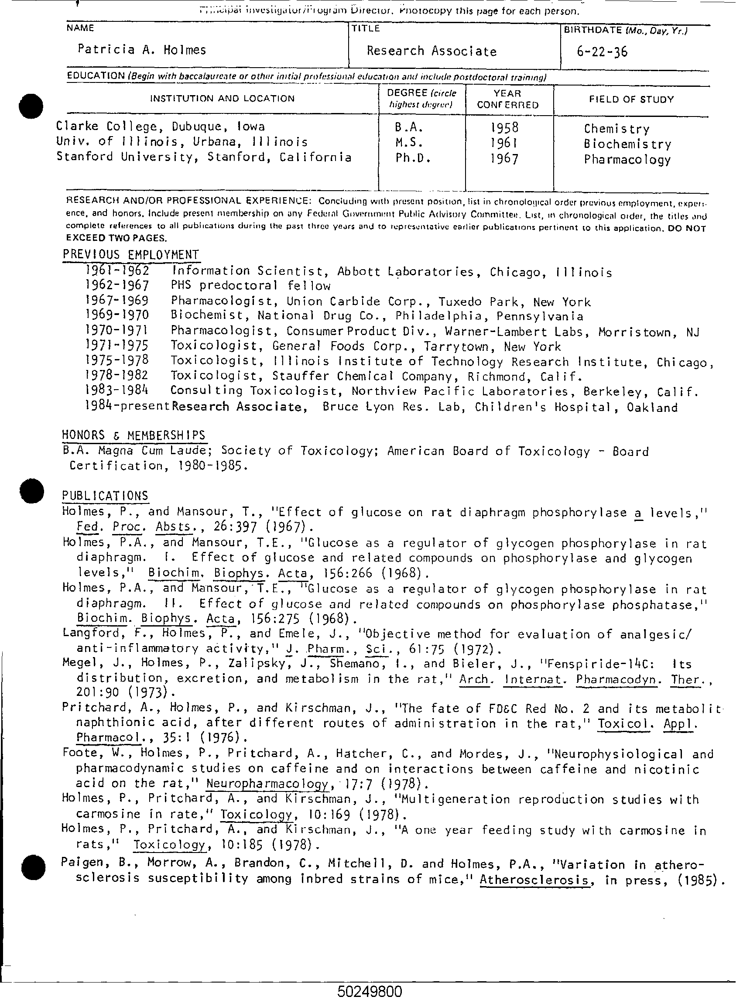 Principal Investigator/Program Director. Photocopy this page for each person.
NAME TITLE BIRTHDATE (Mo., Day, Yr.)
Patricia A. Holmes Research Associate 6-22-36
EDUCATION (Begin with baccalaureate or other initial professional education and include postdoctoral training)
INSTITUTION AND LOCATION DEGREE (circle highest degree) YEAR CONFERRED FIELD OF STUDY
Clarke College, Dubuque, Iowa B.A. 1958 Chemistry
Univ. of Illinois, Urbana, Illinois M.S. 1961 Biochemistry
Stanford University, Stanford, California Ph.D. 1967 Pharmacology
RESEARCH AND/OR PROFESSIONAL EXPERIENCE: Concluding with present position, list in chronological order previous employment, experi-
ence, and honors. Include present membership on any Federal Government Public Advisory Committee. List, in chronological order, the titles and
complete references to all publications during the past three years and to representative earlier publications pertinent to this application. DO NOT
EXCEED TWO PAGES.
PREVIOUS EMPLOYMENT
1961-1962 Information Scientist, Abbott Laboratories, Chicago, Illinois
1962-1967 PHS predoctoral fellow
1967-1969 Pharmacologist, Union Carbide Corp., Tuxedo Park, New York
1969-1970 Biochemist, National Drug Co., Philadelphia, Pennsylvania
1970-1971 Pharmacologist, Consumer Product Div., Warner-Lambert Labs, Morristown, NJ
1971-1975 Toxicologist, General Foods Corp., Tarrytown, New York
1975-1978 Toxicologist, Illinois Institute of Technology Research Institute, Chicago,
1978-1982 Toxicologist, Stauffer Chemical Company, Richmond, Calif.
1983-1984 Consulting Toxicologist, Northview Pacific Laboratories, Berkeley, Calif.
1984-present Research Associate, Bruce Lyon Res. Lab, Children's Hospital, Oakland
HONORS & MEMBERSHIPS
B.A. Magna Cum Laude; Society of Toxicology; American Board of Toxicology - Board
Certification, 1980-1985.
PUBLICATIONS
Holmes, P., and Mansour, T., "Effect of glucose on rat diaphragm phosphorylase a levels,"
Fed. Proc. Absts., 26:397 (1967).
Holmes, P.A., and Mansour, T.E., "Glucose as a regulator of glycogen phosphorylase in rat
diaphragm. I. Effect of glucose and related compounds on phosphorylase and glycogen
levels," Biochim. Biophys. Acta, 156:266 (1968).
Holmes, P.A., and Mansour, T.E., "Glucose as a regulator of glycogen phosphorylase in rat
diaphragm. II. Effect of glucose and related compounds on phosphorylase phosphatase,"
Biochim. Biophys. Acta, 156:275 (1968).
Langford, F., Holmes, P., and Emele, J., "Objective method for evaluation of analgesic/
anti-inflammatory activity," J. Pharm., Sci., 61:75 (1972).
Megel, J., Holmes, P., Zalipsky, J., Shemano, I., and Bieler, J., "Fenspiride-14C: Its
distribution, excretion, and metabolism in the rat," Arch. Internat. Pharmacodyn. Ther.,
201:90 (1973).
Pritchard, A., Holmes, P., and Kirschman, J., "The fate of FD&C Red No. 2 and its metabolit
naphthionic acid, after different routes of administration in the rat," Toxicol. Appl.
Pharmacol., 35:1 (1976).
Foote, W., Holmes, P., Pritchard, A., Hatcher, C., and Mordes, J., "Neurophysiological and
pharmacodynamic studies on caffeine and on interactions between caffeine and nicotinic
acid on the rat," Neuropharmacology, 17:7 (1978).
Holmes, P., Pritchard, A., and Kirschman, J., "Multigeneration reproduction studies with
carmosine in rate," Toxicology, 10:169 (1978).
Holmes, P., Pritchard, A., and Kirschman, J., "A one year feeding study with carmosine in
rats," Toxicology, 10:185 (1978).
Paigen, B., Morrow, A., Brandon, C., Mitchell, D. and Holmes, P.A., "Variation in athero-
sclerosis susceptibility among inbred strains of mice," Atherosclerosis, in press, (1985).
50249800